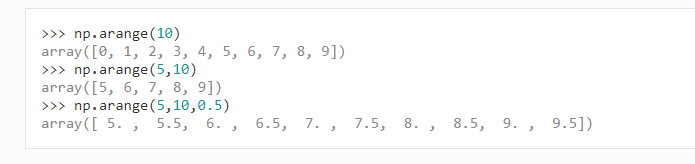 >>> np.arange(10)
array([0, 1, 2, 3, 4, 5, 6, 7, 8, 9])
>>> np.arange(5,10)
array([5, 6, 7, 8, 9])
>>> np.arange(5,10,0.5)
array([ 5. ,  5.5,  6. ,  6.5,  7. ,  7.5,  8. ,  8.5,  9. ,  9.5])